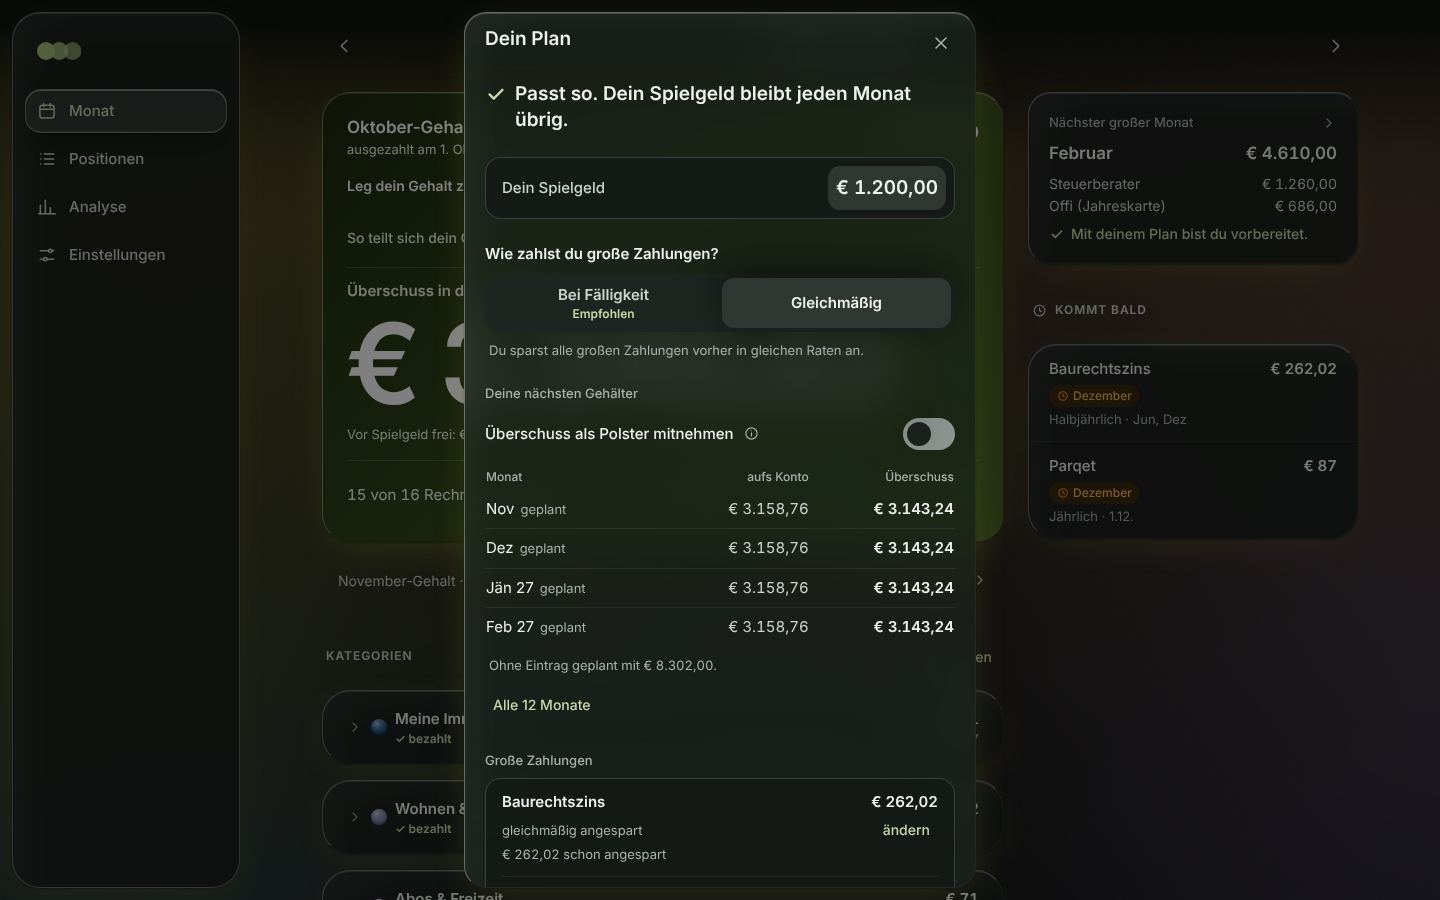 Monat
Positionen
Analyse
Einstellungen
Oktober-Geha
ausgezahlt am 1. O
Leg dein Gehalt z
So teilt sich dein
Überschuss in d
€ 3
Vor Spielgeld frei: €
15 von 16 Rechn
November-Gehalt ·
KATEGORIEN
en
Meine Imm
✓ bezahlt
Wohnen &
✓ bezahlt
Abos & Freizeit
€ 71
Dein Plan
Passt so. Dein Spielgeld bleibt jeden Monat
übrig.
Dein Spielgeld
€ 1.200,00
Wie zahlst du große Zahlungen?
Bei Fälligkeit
Empfohlen
Gleichmäßig
Du sparst alle großen Zahlungen vorher in gleichen Raten an.
Deine nächsten Gehälter
Überschuss als Polster mitnehmen
Monat aufs Konto Überschuss
Nov geplant € 3.158,76 € 3.143,24
Dez geplant € 3.158,76 € 3.143,24
Jän 27 geplant € 3.158,76 € 3.143,24
Feb 27 geplant € 3.158,76 € 3.143,24
Ohne Eintrag geplant mit € 8.302,00.
Alle 12 Monate
Große Zahlungen
Baurechtszins € 262,02
gleichmäßig angespart ändern
€ 262,02 schon angespart
Nächster großer Monat
Februar € 4.610,00
Steuerberater € 1.260,00
Offi (Jahreskarte) € 686,00
Mit deinem Plan bist du vorbereitet.
KOMMT BALD
Baurechtszins € 262,02
Dezember
Halbjährlich · Jun, Dez
Parqet € 87
Dezember
Jährlich · 1.12.